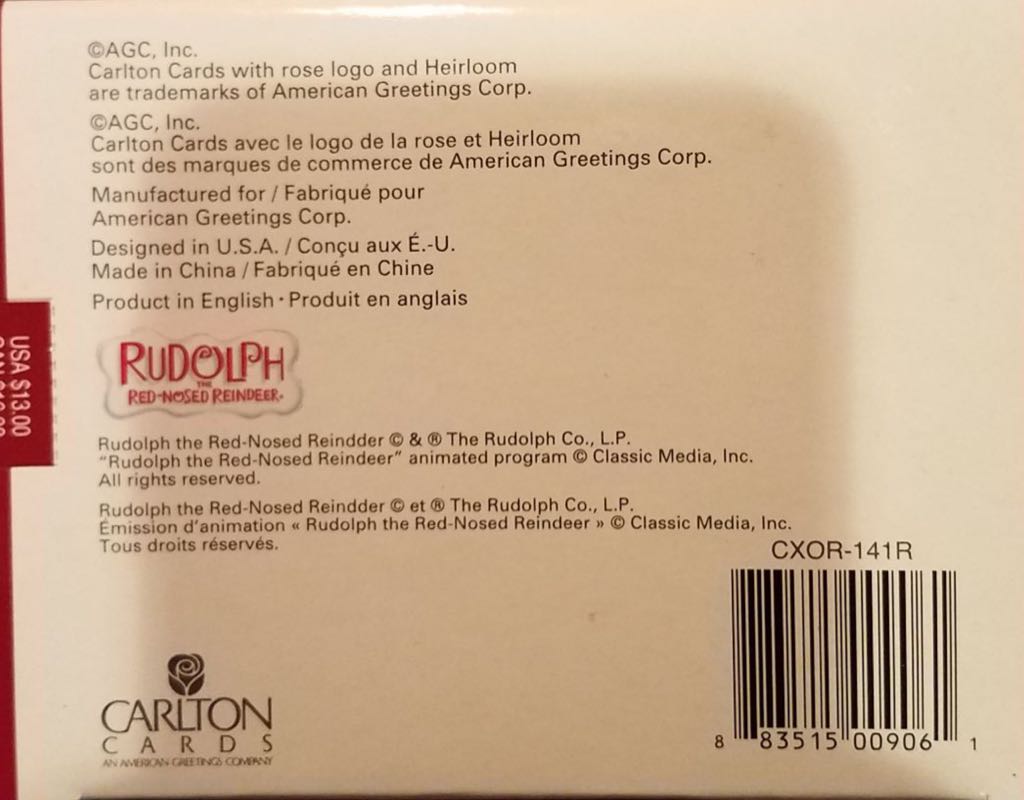 ©AGC, Inc.
Carlton Cards with rose logo and Heirloom
are trademarks of American Greetings Corp.
©AGC, Inc.
Carlton Cards avec le logo de la rose et Heirloom
sont des marques de commerce de American Greetings Corp.
Manufactured for / Fabriqué pour
American Greetings Corp.
Designed in U.S.A. / Conçu aux É.-U.
Made in China / Fabriqué en Chine
Product in English • Produit en anglais
USA $13.00
RUDOLPH
THE
RED-NOSED REINDEER
Rudolph the Red-Nosed Reindder © & ® The Rudolph Co., L.P.
“Rudolph the Red-Nosed Reindeer” animated program © Classic Media, Inc.
All rights reserved.
Rudolph the Red-Nosed Reindder © et ® The Rudolph Co., L.P.
Émission d’animation « Rudolph the Red-Nosed Reindeer » © Classic Media, Inc.
Tous droits réservés.
CXOR-141R
8 83515 00906 1
CARLTON
CARDS
AN AMERICAN GREETINGS COMPANY